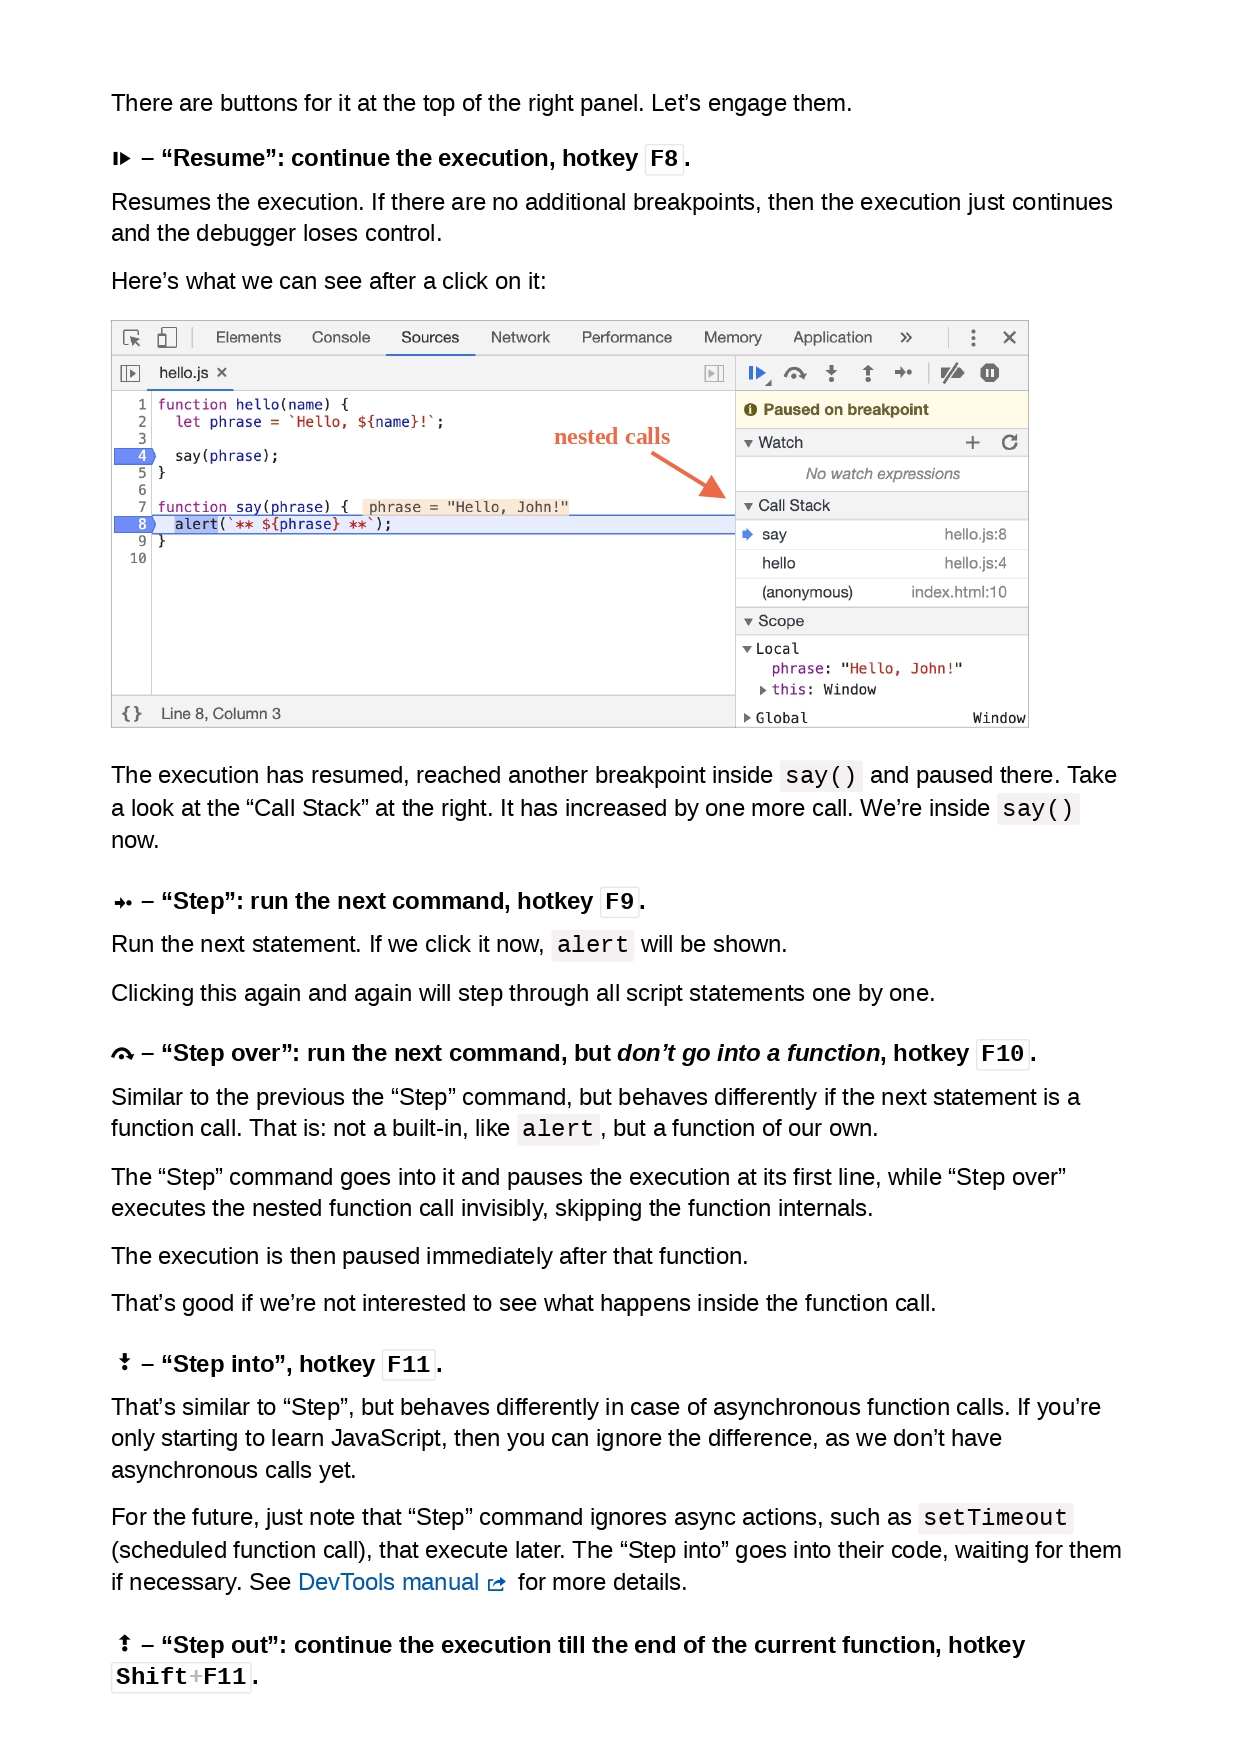 There are buttons for it at the top of the right panel. Let’s engage them.
– “Resume”: continue the execution, hotkey F8.
Resumes the execution. If there are no additional breakpoints, then the execution just continues
and the debugger loses control.
Here’s what we can see after a click on it:
Elements Console Sources Network Performance Memory Application »
hello.js ×
1 function hello(name) {
2 let phrase = `Hello, ${name}!`;
3
4 say(phrase);
5 }
6
7 function say(phrase) { phrase = "Hello, John!"
8 alert(`** ${phrase} **`);
9 }
10
nested calls
{} Line 8, Column 3
Paused on breakpoint
Watch
No watch expressions
Call Stack
say hello.js:8
hello hello.js:4
(anonymous) index.html:10
Scope
Local
phrase: "Hello, John!"
this: Window
Global Window
The execution has resumed, reached another breakpoint inside say() and paused there. Take
a look at the “Call Stack” at the right. It has increased by one more call. We’re inside say()
now.
– “Step”: run the next command, hotkey F9.
Run the next statement. If we click it now, alert will be shown.
Clicking this again and again will step through all script statements one by one.
– “Step over”: run the next command, but don’t go into a function, hotkey F10.
Similar to the previous the “Step” command, but behaves differently if the next statement is a
function call. That is: not a built-in, like alert, but a function of our own.
The “Step” command goes into it and pauses the execution at its first line, while “Step over”
executes the nested function call invisibly, skipping the function internals.
The execution is then paused immediately after that function.
That’s good if we’re not interested to see what happens inside the function call.
– “Step into”, hotkey F11.
That’s similar to “Step”, but behaves differently in case of asynchronous function calls. If you’re
only starting to learn JavaScript, then you can ignore the difference, as we don’t have
asynchronous calls yet.
For the future, just note that “Step” command ignores async actions, such as setTimeout
(scheduled function call), that execute later. The “Step into” goes into their code, waiting for them
if necessary. See DevTools manual for more details.
– “Step out”: continue the execution till the end of the current function, hotkey
Shift+F11.